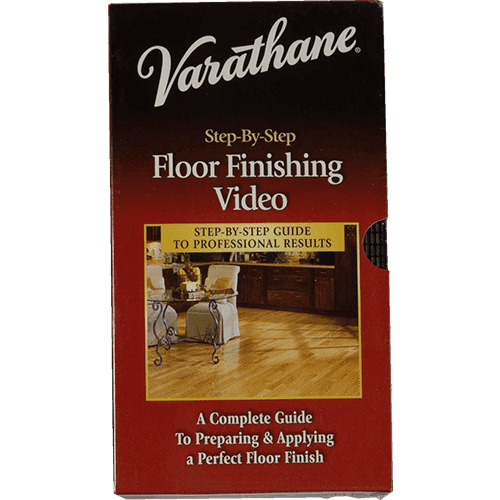 Varathane®
Step-By-Step
Floor Finishing
Video
STEP-BY-STEP GUIDE
TO PROFESSIONAL RESULTS
A Complete Guide
To Preparing & Applying
a Perfect Floor Finish